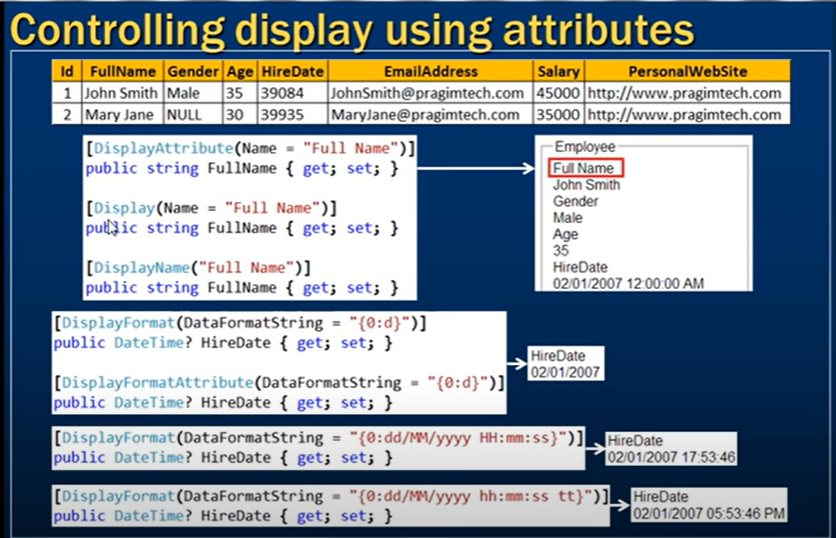 Controlling display using attributes
Id FullName Gender Age HireDate EmailAddress Salary PersonalWebSite
1 John Smith Male 35 39084 JohnSmith@pragimtech.com 45000 http://www.pragimtech.com
2 Mary Jane NULL 30 39935 MaryJane@pragimtech.com 35000 http://www.pragimtech.com
[DisplayAttribute(Name = "Full Name")]
public string FullName { get; set; }
[Display(Name = "Full Name")]
public string FullName { get; set; }
[DisplayName("Full Name")]
public string FullName { get; set; }
Employee
Full Name
John Smith
Gender
Male
Age
35
HireDate
02/01/2007 12:00:00 AM
[DisplayFormat(DataFormatString = "{0:d}")]
public DateTime? HireDate { get; set; }
[DisplayFormatAttribute(DataFormatString = "{0:d}")]
public DateTime? HireDate { get; set; }
HireDate
02/01/2007
[DisplayFormat(DataFormatString = "{0:dd/MM/yyyy HH:mm:ss}")]
public DateTime? HireDate { get; set; }
HireDate
02/01/2007 17:53:46
[DisplayFormat(DataFormatString = "{0:dd/MM/yyyy hh:mm:ss tt}")]
public DateTime? HireDate { get; set; }
HireDate
02/01/2007 05:53:46 PM